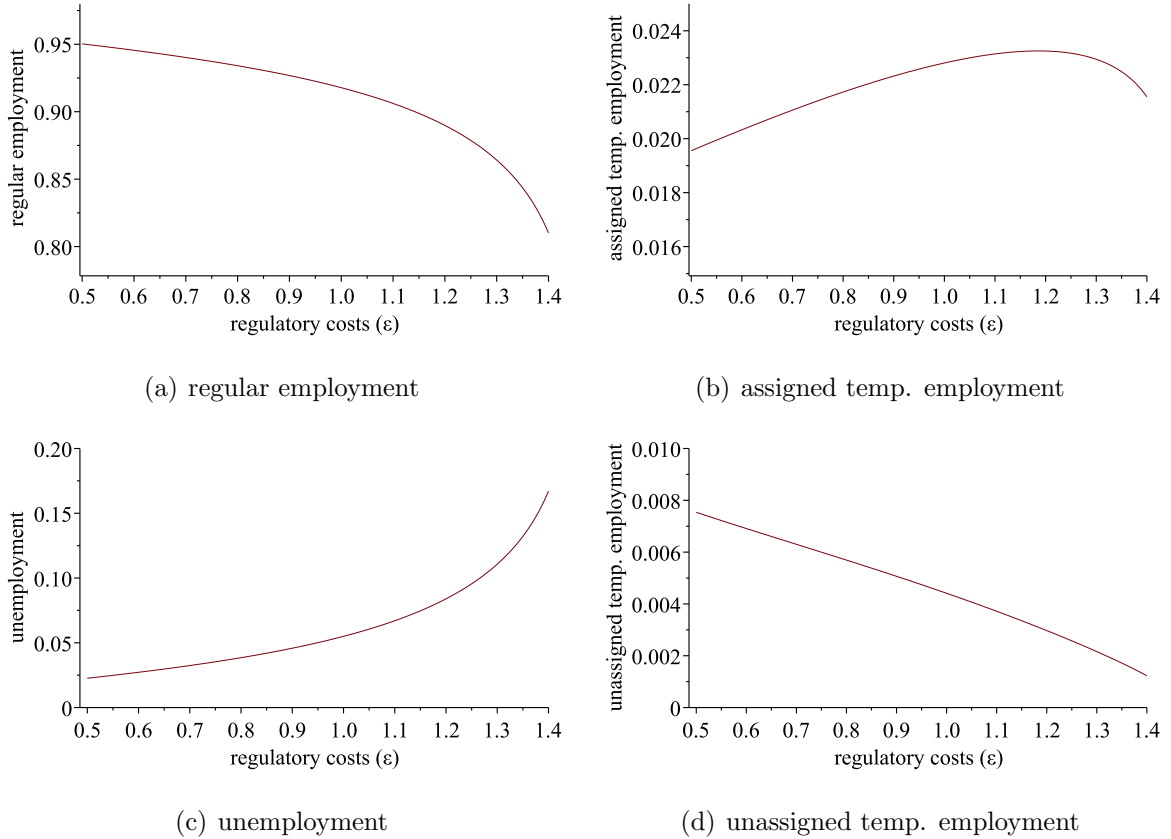 regular employment
0.95
0.90
0.85
0.80
0.5 0.6 0.7 0.8 0.9 1.0 1.1 1.2 1.3 1.4
regulatory costs (ε)
(a) regular employment
assigned temp. employment
0.024
0.022
0.020
0.018
0.016
0.5 0.6 0.7 0.8 0.9 1.0 1.1 1.2 1.3 1.4
regulatory costs (ε)
(b) assigned temp. employment
unemployment
0.20
0.15
0.10
0.05
0
0.5 0.6 0.7 0.8 0.9 1.0 1.1 1.2 1.3 1.4
regulatory costs (ε)
(c) unemployment
unassigned temp. employment
0.010
0.008
0.006
0.004
0.002
0
0.5 0.6 0.7 0.8 0.9 1.0 1.1 1.2 1.3 1.4
regulatory costs (ε)
(d) unassigned temp. employment